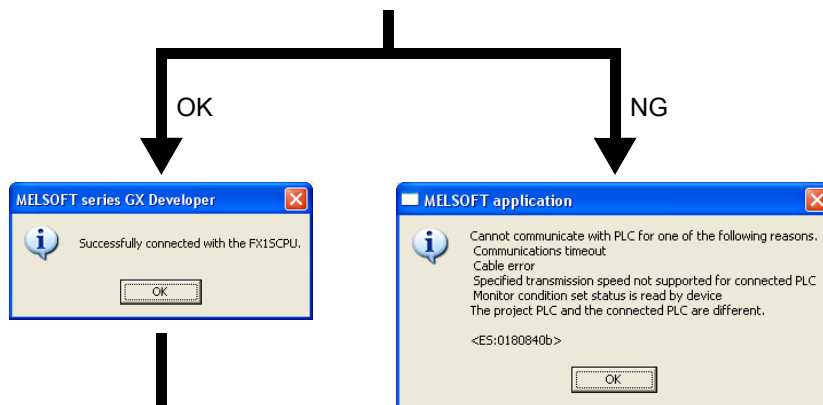 OK
NG
MELSOFT series GX Developer
Successfully connected with the FX1SCPU.
OK
MELSOFT application
Cannot communicate with PLC for one of the following reasons.
Communications timeout
Cable error
Specified transmission speed not supported for connected PLC
Monitor condition set status is read by device
The project PLC and the connected PLC are different.
<ES:0180840b>
OK